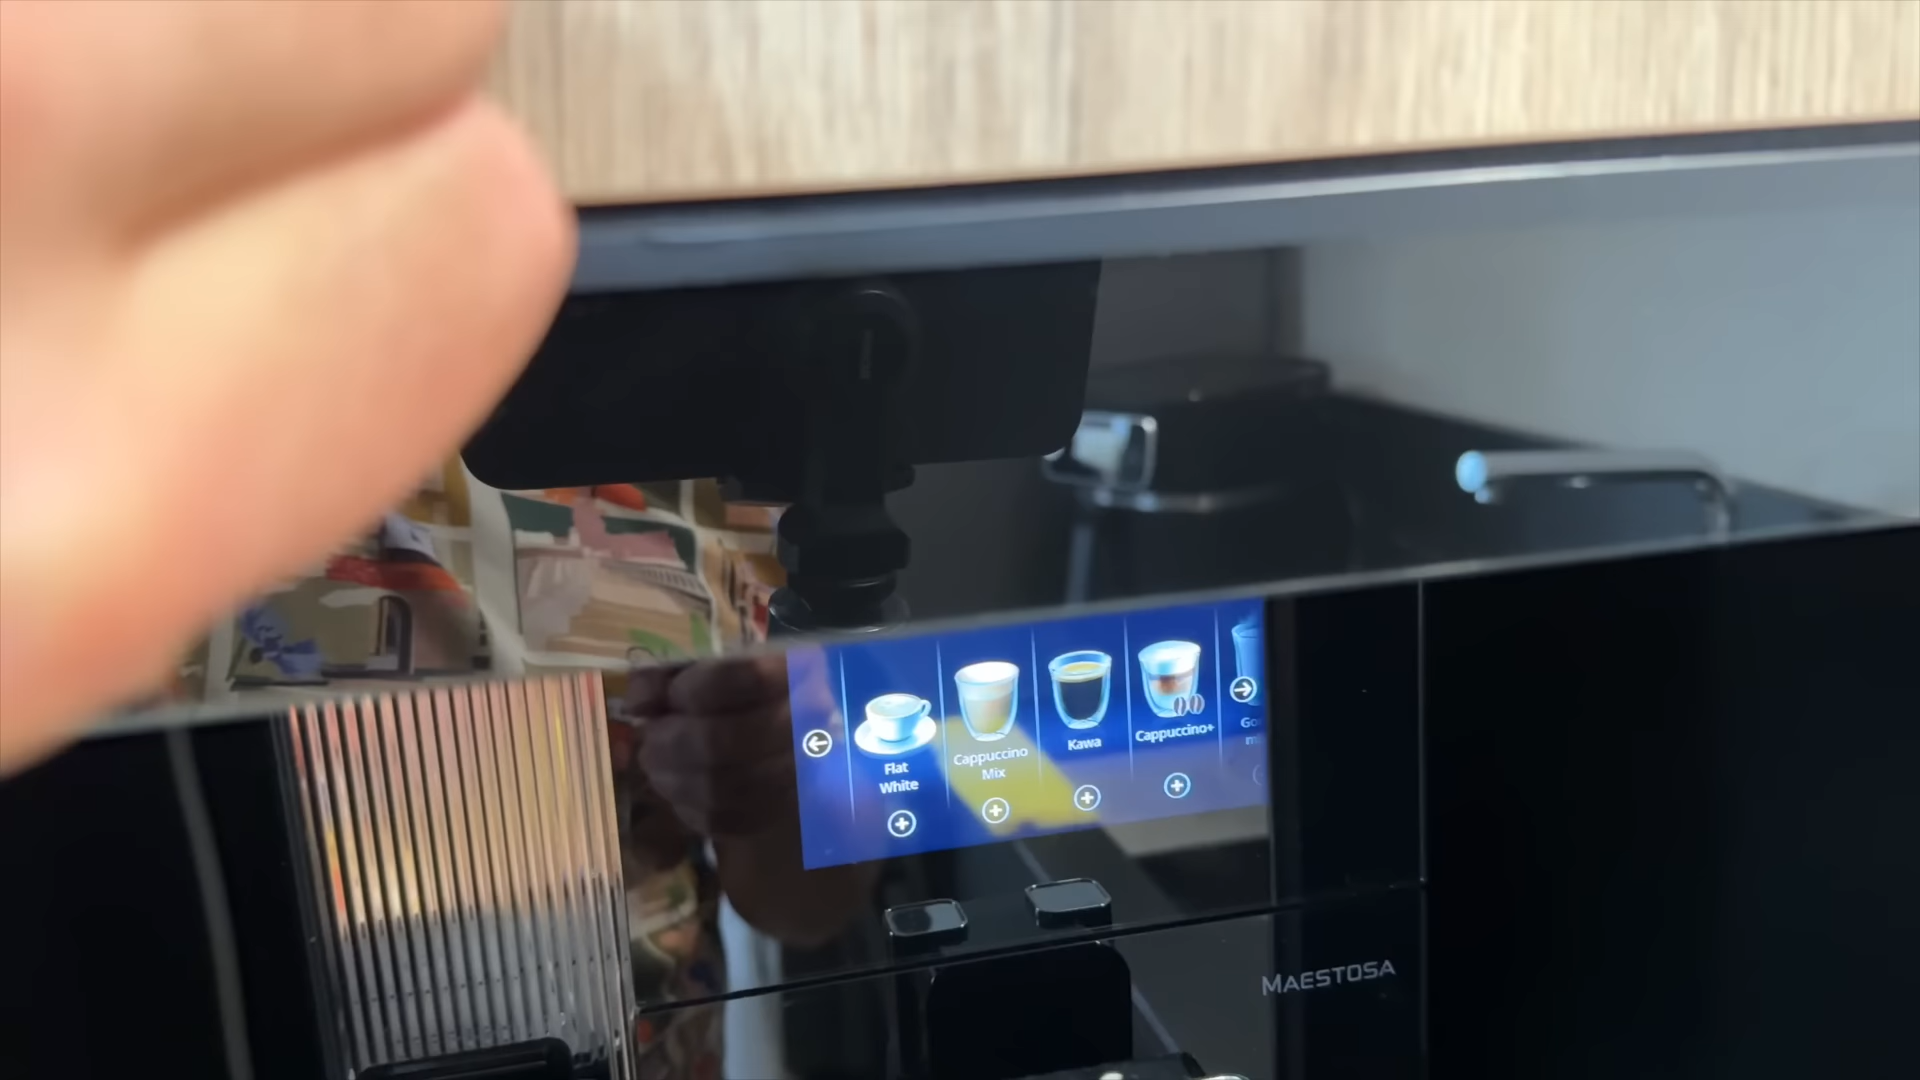 Flat
White
Cappuccino
Mix
Kawa
Cappuccino+
MAESTOSA